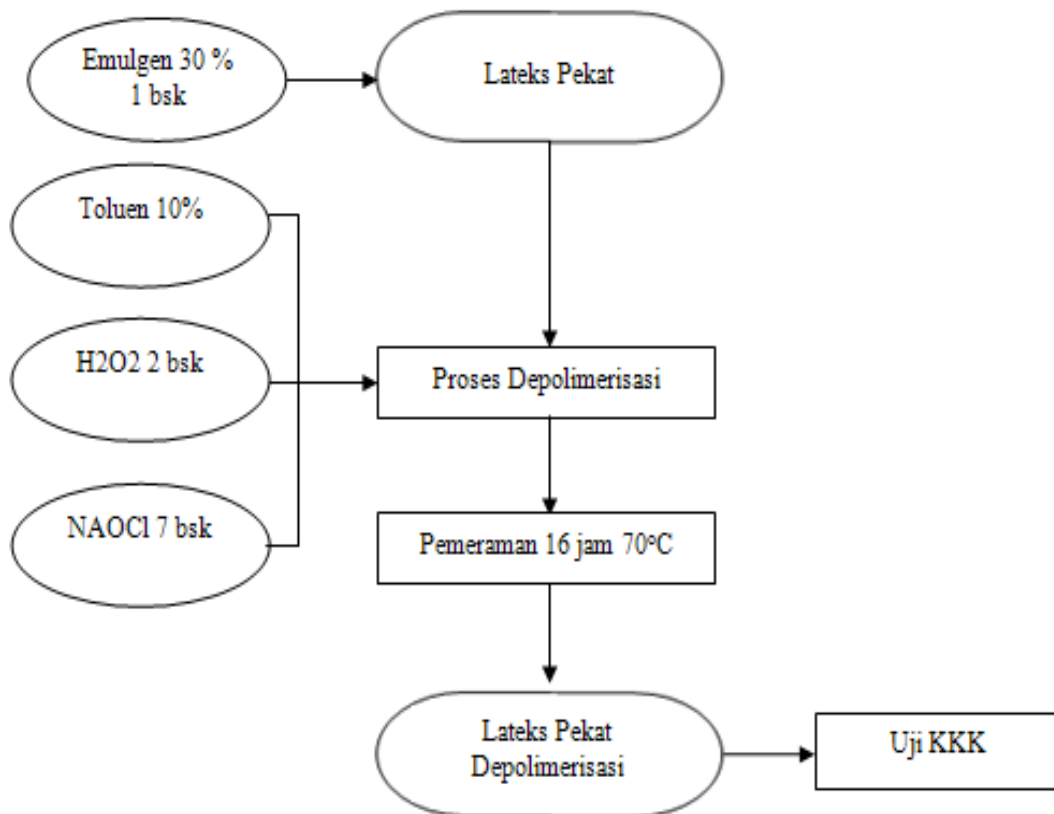 Emulgen 30 %
1 bsk
Lateks Pekat
Toluen 10%
H2O2 2 bsk
Proses Depolimerisasi
NAOCl 7 bsk
Pemeraman 16 jam 70°C
Lateks Pekat
Depolimerisasi
Uji KKK